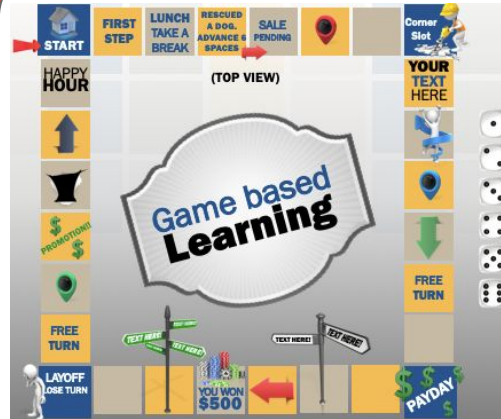 START
FIRST
STEP
LUNCH
TAKE A
BREAK
RESCUED
A DOG.
ADVANCE 6
SPACES
SALE
PENDING
Corner
Slot
HAPPY
HOUR
(TOP VIEW)
YOUR
TEXT
HERE
Game based
Learning
PROMOTION!!
FREE
TURN
FREE
TURN
TEXT HERE!
TEXT HERE!
TEXT HERE!
TEXT HERE!
TEXT HERE!
LAYOFF
LOSE TURN
YOU WON
$500
PAYDAY